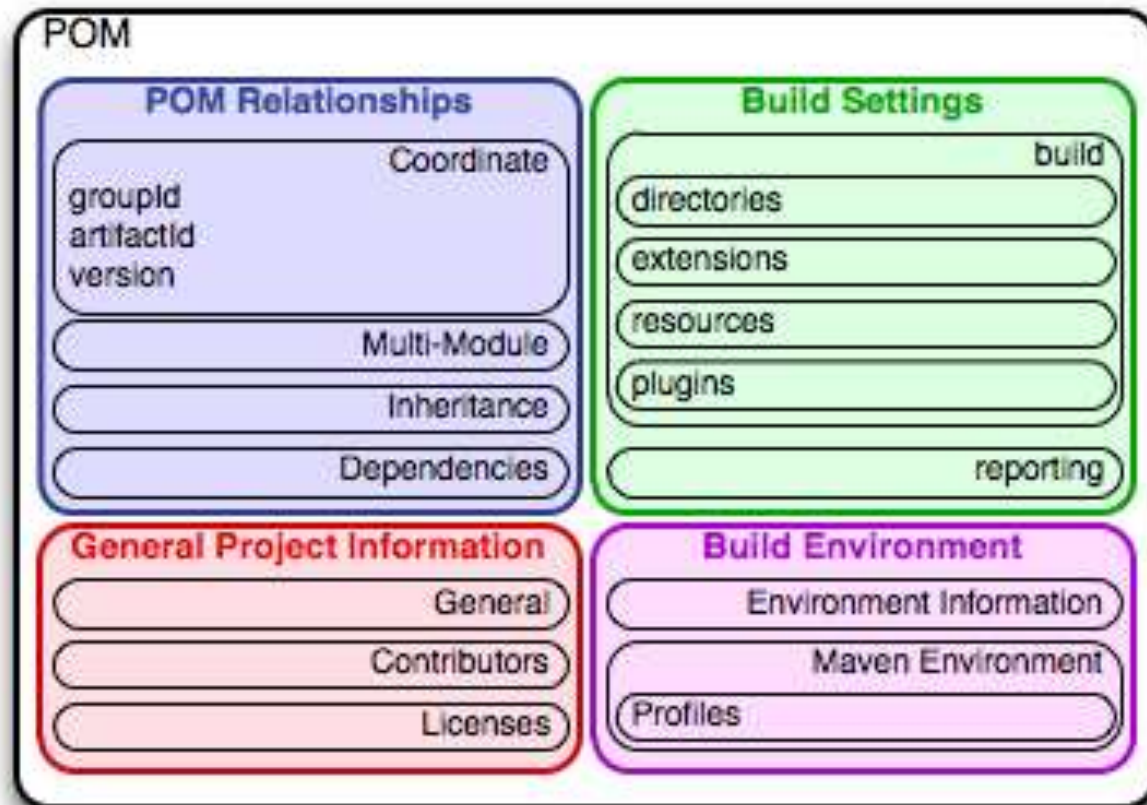 POM
POM Relationships
Coordinate
groupId
artifactId
version
Multi-Module
Inheritance
Dependencies
Build Settings
build
directories
extensions
resources
plugins
reporting
General Project Information
General
Contributors
Licenses
Build Environment
Environment Information
Maven Environment
Profiles